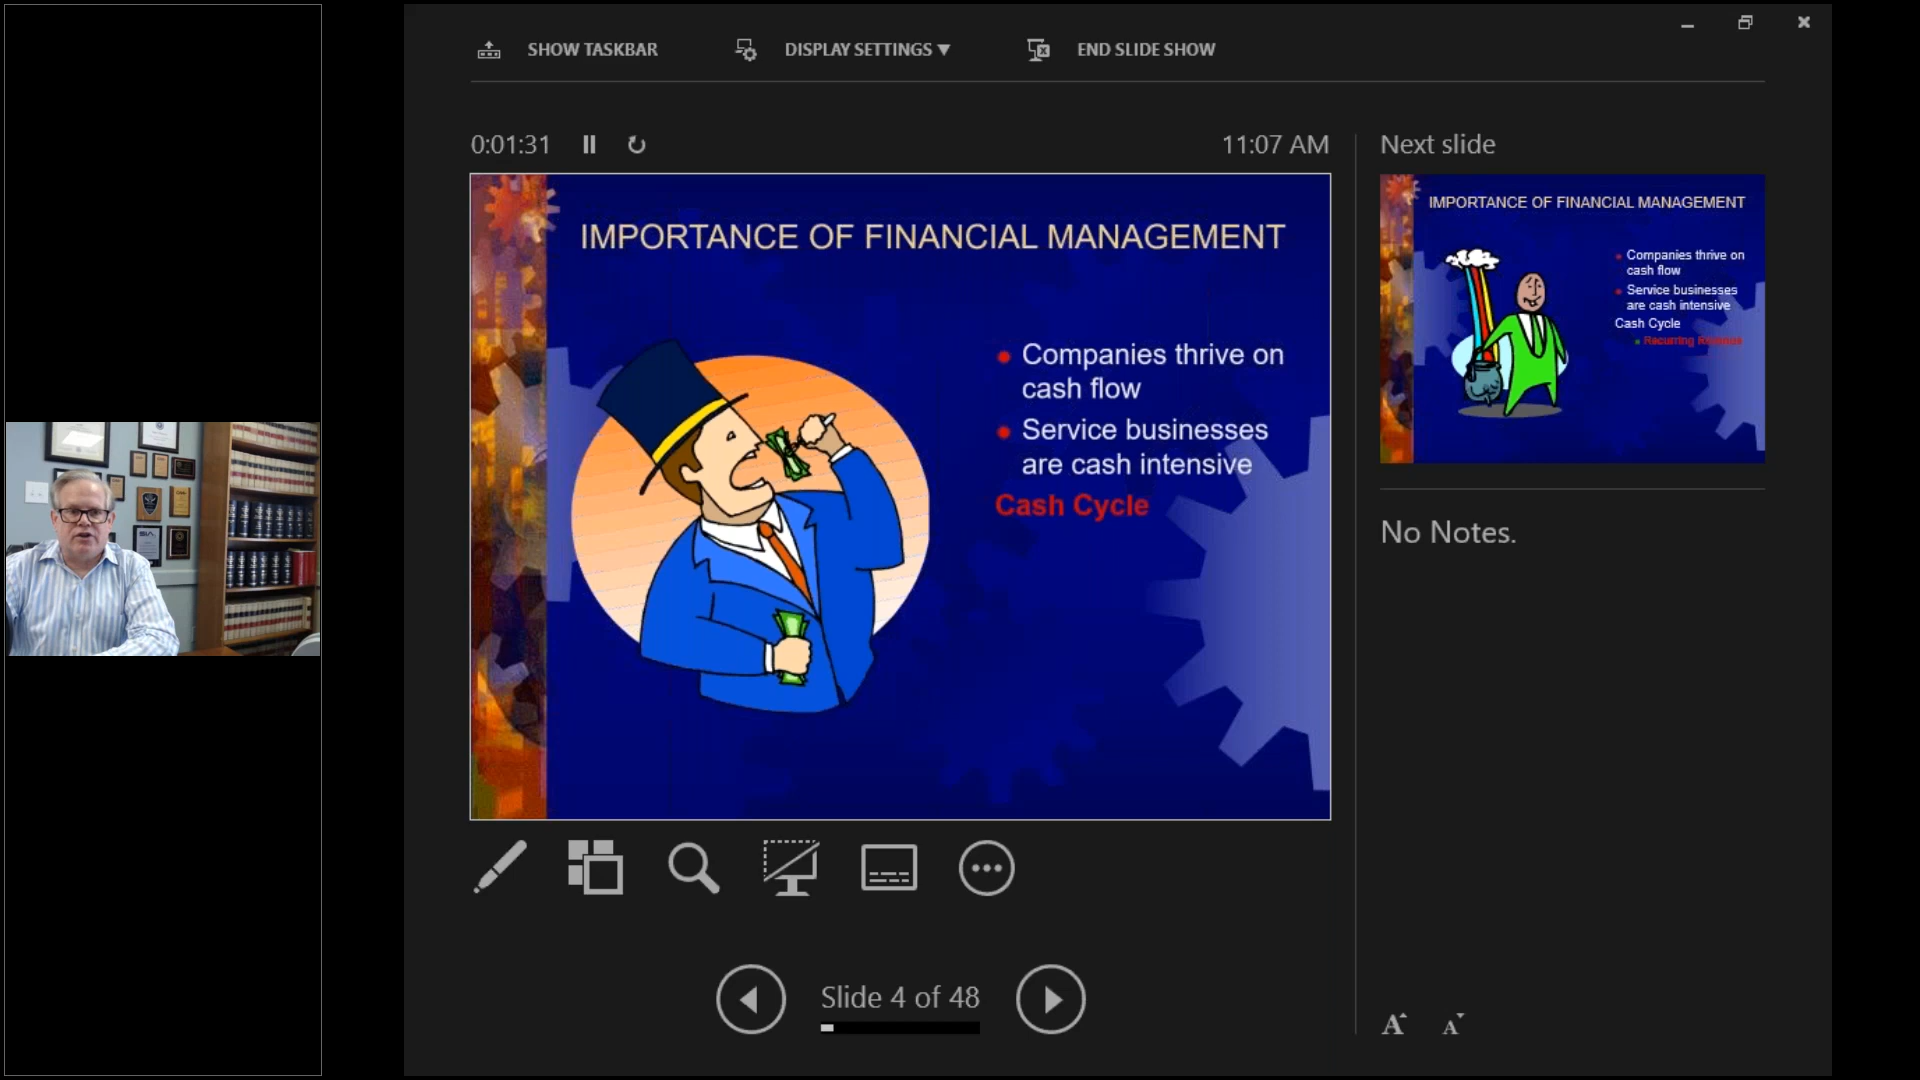 SHOW TASKBAR
DISPLAY SETTINGS ▼
END SLIDE SHOW
0:01:31
11:07 AM
Next slide
IMPORTANCE OF FINANCIAL MANAGEMENT
Companies thrive on
cash flow
Service businesses
are cash intensive
Cash Cycle
IMPORTANCE OF FINANCIAL MANAGEMENT
Companies thrive on
cash flow
Service businesses
are cash intensive
Cash Cycle
Recurring Revenue
No Notes.
Slide 4 of 48
A
A